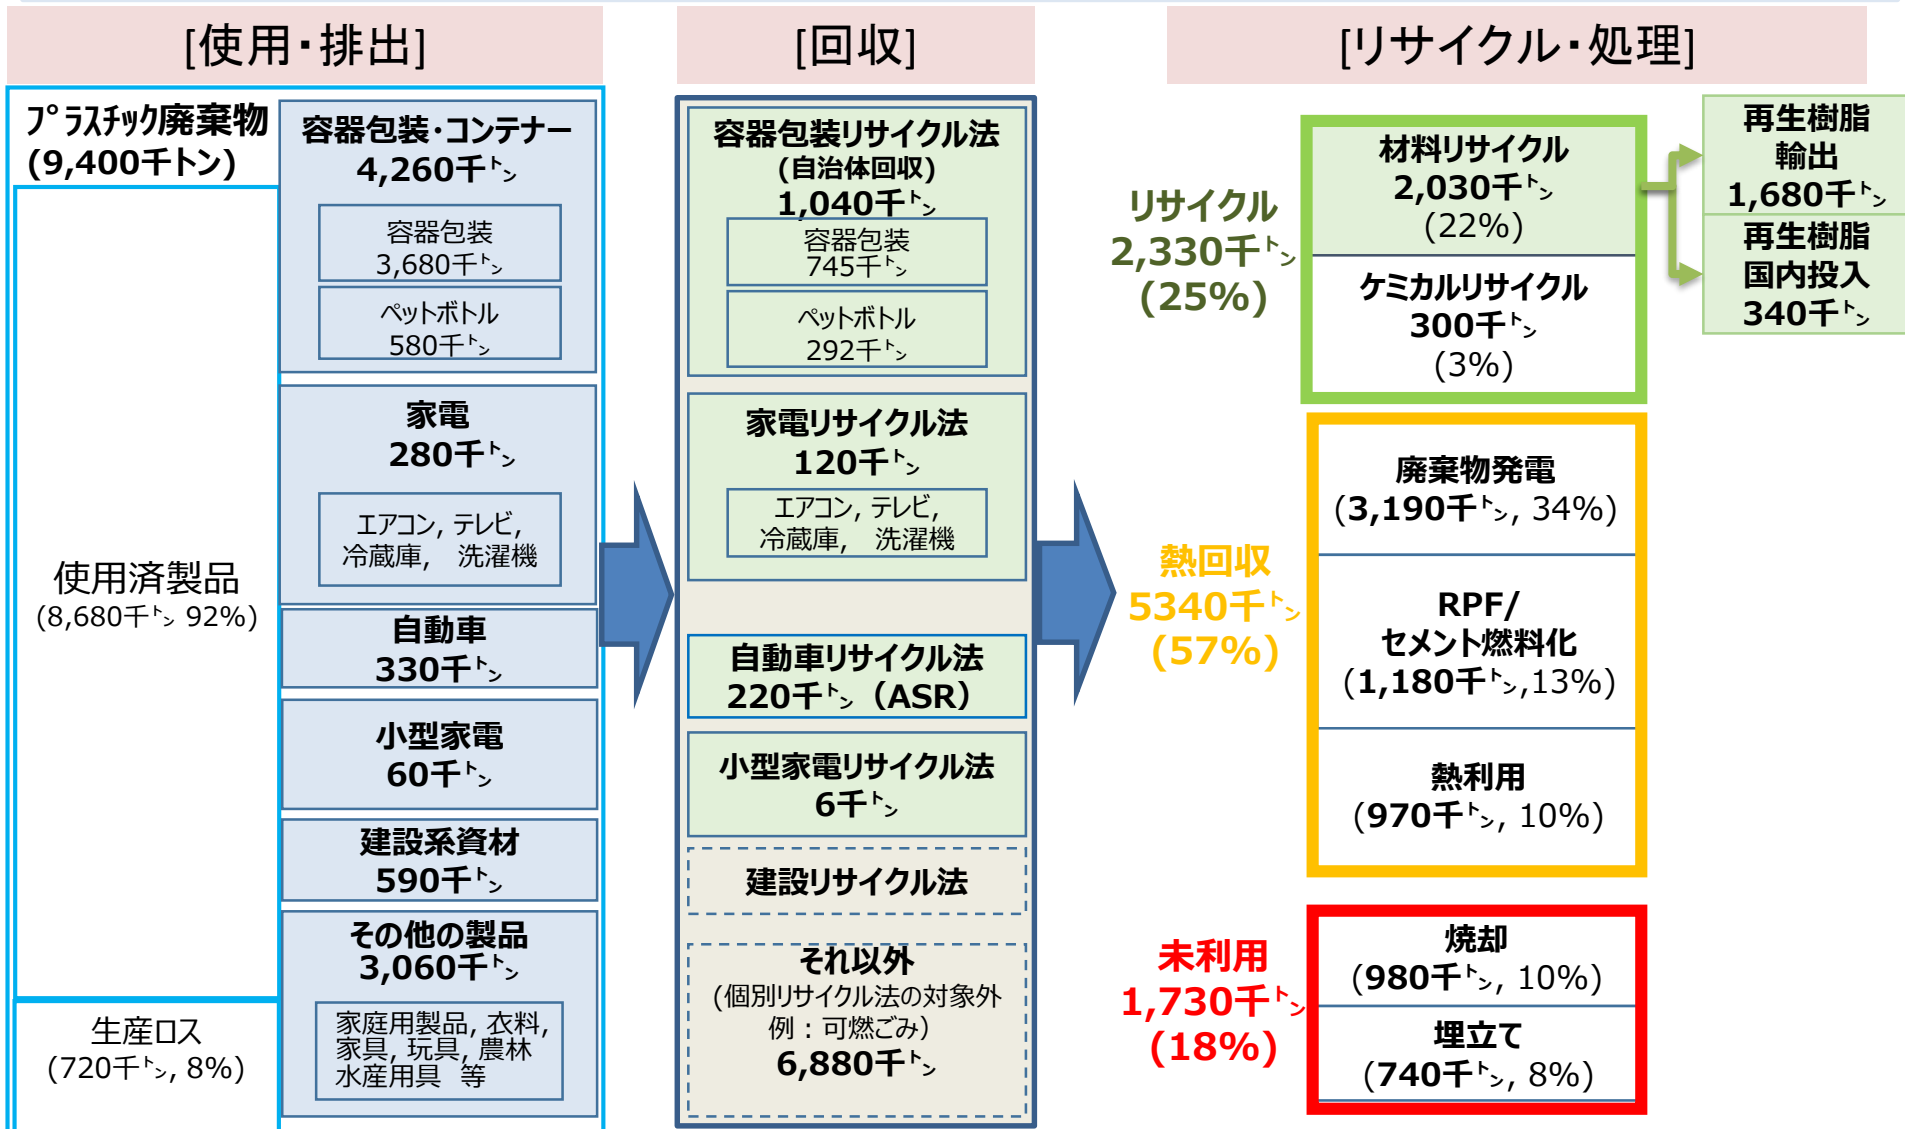 [使用・排出]
[回収]
[リサイクル・処理]
プラスチック廃棄物
(9,400千トン)
使用済製品
(8,680千トン 92%)
生産ロス
(720千トン, 8%)
容器包装・コンテナー
4,260千トン
容器包装
3,680千トン
ペットボトル
580千トン
家電
280千トン
エアコン, テレビ,
冷蔵庫, 洗濯機
自動車
330千トン
小型家電
60千トン
建設系資材
590千トン
その他の製品
3,060千トン
家庭用製品, 衣料,
家具, 玩具, 農林
水産用具 等
容器包装リサイクル法
(自治体回収)
1,040千トン
容器包装
745千トン
ペットボトル
292千トン
家電リサイクル法
120千トン
エアコン, テレビ,
冷蔵庫, 洗濯機
自動車リサイクル法
220千トン（ASR）
小型家電リサイクル法
6千トン
建設リサイクル法
それ以外
(個別リサイクル法の対象外
例：可燃ごみ)
6,880千トン
リサイクル
2,330千トン
(25%)
材料リサイクル
2,030千トン
(22%)
ケミカルリサイクル
300千トン
(3%)
再生樹脂
輸出
1,680千トン
再生樹脂
国内投入
340千トン
熱回収
5340千トン
(57%)
廃棄物発電
(3,190千トン, 34%)
RPF/
セメント燃料化
(1,180千トン,13%)
熱利用
(970千トン, 10%)
未利用
1,730千トン
(18%)
焼却
(980千トン, 10%)
埋立て
(740千トン, 8%)